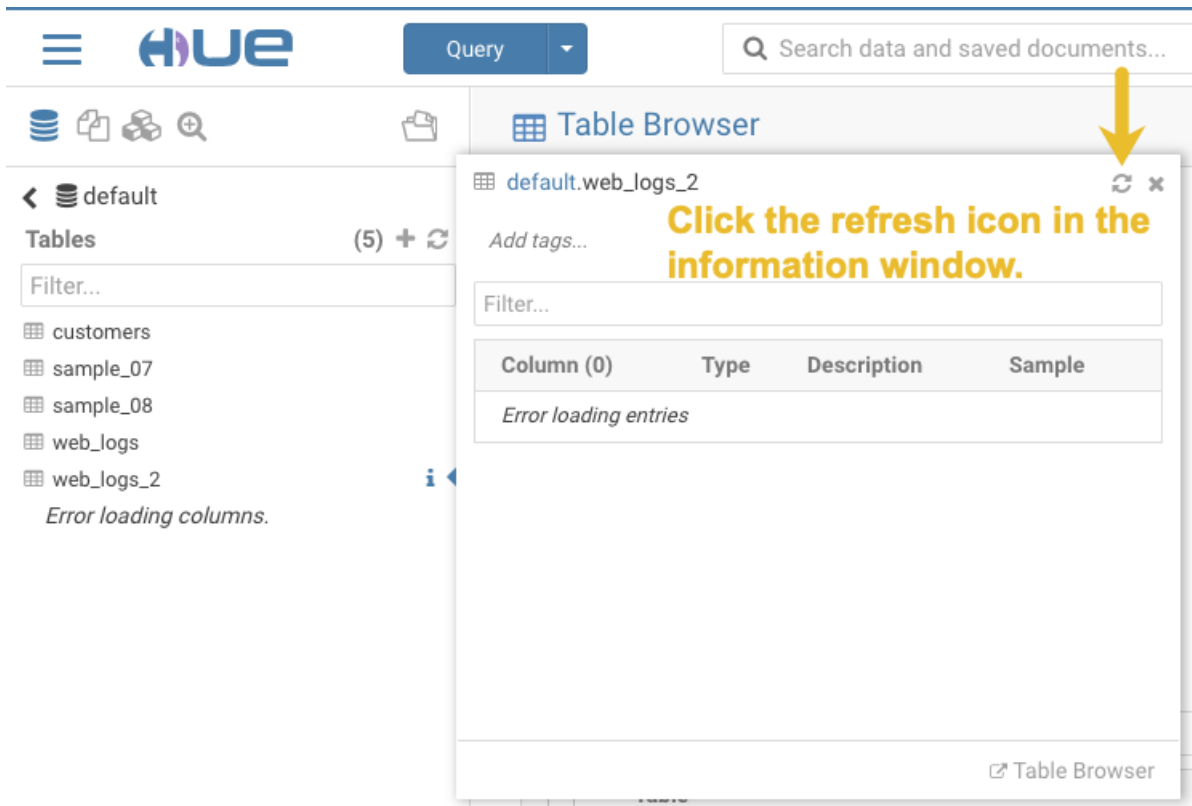 HUE
Query
Search data and saved documents...
Table Browser
default
Tables (5)
Filter...
customers
sample_07
sample_08
web_logs
web_logs_2
Error loading columns.
default.web_logs_2
Click the refresh icon in the
information window.
Add tags...
Filter...
Column (0) Type Description Sample
Error loading entries
Table Browser
Table